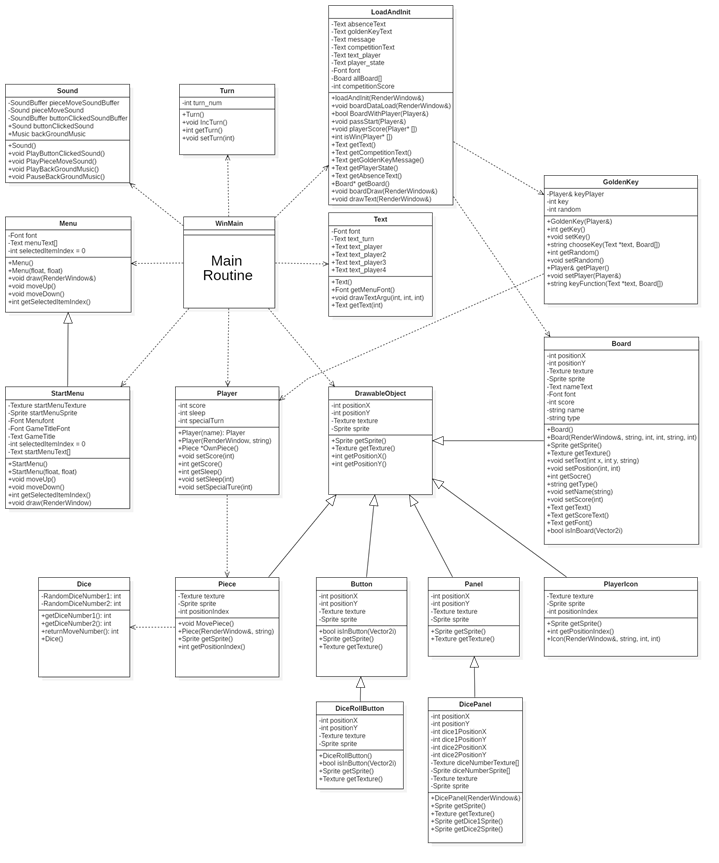 LoadAndInit
-Text absenceText
-Text goldenKeyText
-Text message
-Text competitionText
-Text text_player
-Text player_state
-Font font
-Board allBoard[]
-int competitionScore
+loadAndInit(RenderWindow&)
+void boardDataLoad(RenderWindow&)
+bool BoardWithPlayer(Player&)
+void passStart(Player&)
+void playerScore(Player* [])
+int isWin(Player* [])
+Text getText()
+Text getCompetitionText()
+Text getGoldenKeyMessage()
+Text getPlayerState()
+Text getAbsenceText()
+Board* getBoard()
+void boardDraw(RenderWindow&)
+void drawText(RenderWindow&)
Sound
-SoundBuffer pieceMoveSoundBuffer
-Sound pieceMoveSound
-SoundBuffer buttonClickedSoundBuffer
+Sound buttonClickedSound
+Music backGroundMusic
+Sound()
+void PlayButtonClickedSound()
+void PlayPieceMoveSound()
+void PlayBackGroundMusic()
+void PauseBackGroundMusic()
Turn
-int turn_num
+Turn()
+void IncTurn()
+int getTurn()
+void setTurn(int)
GoldenKey
-Player& keyPlayer
-int key
-int random
+GoldenKey(Player&)
+int getKey()
+void setKey()
+string chooseKey(Text *text, Board[])
+int getRandom()
+void setRandom()
+Player& getPlayer()
+void setPlayer(Player&)
+string keyFunction(Text *text, Board[])
Menu
-Font font
-Text menuText[]
-int selectedItemIndex = 0
+Menu()
+Menu(float, float)
+void draw(RenderWindow&)
+void moveUp()
+void moveDown()
+int getSelectedItemIndex()
WinMain
Main
Routine
Text
-Font font
-Text text_turn
+Text text_player
+Text text_player2
+Text text_player3
+Text text_player4
+Text()
+Font getMenuFont()
+void drawTextArgu(int, int, int)
+Text getText(int)
Board
-int positionX
-int positionY
-Texture texture
-Sprite sprite
-Text nameText
-Font font
-int score
-string name
-string type
+Board()
+Board(RenderWindow&, string, int, int, string, int)
+Sprite getSprite()
+Texture getTexture()
+void setText(int x, int y, string)
+void setPosition(int, int)
+int getSocre()
+string getType()
+void setName(string)
+void setScore(int)
+Text getText()
+Text getScoreText()
+Text getFont()
+bool isInBoard(Vector2i)
StartMenu
-Texture startMenuTexture
-Sprite startMenuSprite
-Font Menufont
-Font GameTitleFont
-Text GameTitle
-int selectedItemIndex = 0
-Text startMenuText[]
+StartMenu()
+StartMenu(float, float)
+void moveUp()
+void moveDown()
+int getSelectedItemIndex()
+void draw(RenderWindow)
Player
-int score
-int sleep
-int specialTurn
+Player(name): Player
+Player(RenderWindow, string)
+Piece *OwnPiece()
+void setScore(int)
+int getScore()
+int getSleep()
+void setSleep(int)
+void setSpecialTure(int)
DrawableObject
-int positionX
-int positionY
-Texture texture
-Sprite sprite
+Sprite getSprite()
+Texture getTexture()
+int getPositionX()
+int getPositionY()
Dice
-RandomDiceNumber1: int
-RandomDiceNumber2: int
+getDiceNumber1(): int
+getDiceNumber2(): int
+returnMoveNumber(): int
+Dice()
Piece
-Texture texture
-Sprite sprite
-int positionIndex
+void MovePiece()
+Piece(RenderWindow&, string)
+Sprite getSprite()
+int getPositionIndex()
Button
-int positionX
-int positionY
-Texture texture
-Sprite sprite
+bool isInButton(Vector2i)
+Sprite getSprite()
+Texture getTexture()
Panel
-int positionX
-int positionY
-Texture texture
-Sprite sprite
+Sprite getSprite()
+Texture getTexture()
PlayerIcon
-Texture texture
-Sprite sprite
-int positionIndex
+Sprite getSprite()
+int getPositionIndex()
+Icon(RenderWindow&, string, int, int)
DiceRollButton
-int positionX
-int positionY
-Texture texture
-Sprite sprite
+DiceRollButton()
+bool isInButton(Vector2i)
+Sprite getSprite()
+Texture getTexture()
DicePanel
-int positionX
-int positionY
-int dice1PositionX
-int dice1PositionY
-int dice2PositionX
-int dice2PositionY
-Texture diceNumberTexture[]
-Sprite diceNumberSprite[]
-Texture texture
-Sprite sprite
+DicePanel(RenderWindow&)
+Sprite getSprite()
+Texture getTexture()
+Sprite getDice1Sprite()
+Sprite getDice2Sprite()